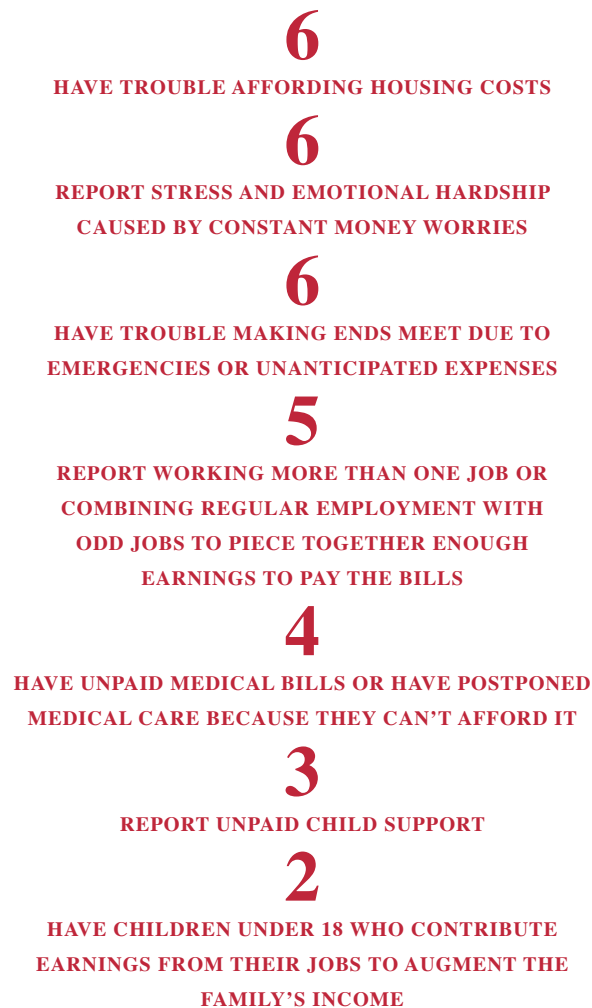 6
HAVE TROUBLE AFFORDING HOUSING COSTS
6
REPORT STRESS AND EMOTIONAL HARDSHIP
CAUSED BY CONSTANT MONEY WORRIES
6
HAVE TROUBLE MAKING ENDS MEET DUE TO
EMERGENCIES OR UNANTICIPATED EXPENSES
5
REPORT WORKING MORE THAN ONE JOB OR
COMBINING REGULAR EMPLOYMENT WITH
ODD JOBS TO PIECE TOGETHER ENOUGH
EARNINGS TO PAY THE BILLS
4
HAVE UNPAID MEDICAL BILLS OR HAVE POSTPONED
MEDICAL CARE BECAUSE THEY CAN’T AFFORD IT
3
REPORT UNPAID CHILD SUPPORT
2
HAVE CHILDREN UNDER 18 WHO CONTRIBUTE
EARNINGS FROM THEIR JOBS TO AUGMENT THE
FAMILY’S INCOME